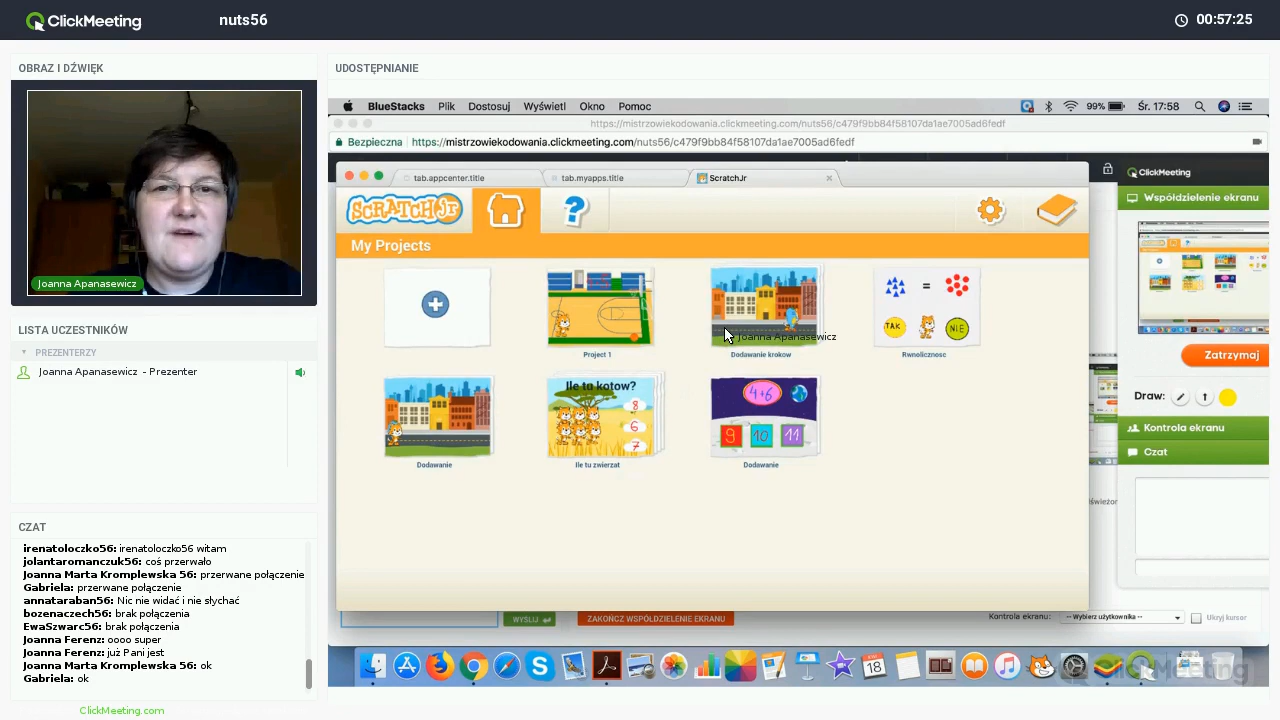 ClickMeeting
nuts56
00:57:25
OBRAZ I DŹWIĘK
Joanna Apanasewicz
LISTA UCZESTNIKÓW
PREZENTERZY
Joanna Apanasewicz - Prezenter
CZAT
irenatoloczko56: irenatoloczko56 witam
jolantaromanczuk56: coś przerwało
Joanna Marta Kromplewska 56: przerwane połączenie
Gabriela: przerwane połączenie
annataraban56: Nic nie widać i nie słychać
bozenaczech56: brak połączenia
EwaSzwarc56: brak połączenia
Joanna Ferenz: oooo super
Joanna Ferenz: już Pani jest
Joanna Marta Kromplewska 56: ok
Gabriela: ok
ClickMeeting.com
UDOSTĘPNIANIE
BlueStacks Plik Dostosuj Wyświetl Okno Pomoc
99% Śr. 17:58
https://mistrzowiekodowania.clickmeeting.com/nuts56/c479f9bb84f58107da1ae7005ad6fedf
Bezpieczna https://mistrzowiekodowania.clickmeeting.com/nuts56/c479f9bb84f58107da1ae7005ad6fedf
tab.appcenter.title
tab.myapps.title
ScratchJr
SCRATCH Jr
?
My Projects
Project 1
Joanna Apanasewicz
Dodawanie krokow
=
TAK
NIE
Rwnolicznosc
Dodawanie
Ile tu kotow?
8
6
7
Ile tu zwierzat
4+6
9 10 11
Dodawanie
ClickMeeting
Współdzielenie ekranu
Zatrzymaj
Draw:
Kontrola ekranu
Czat
WYŚLIJ
ZAKOŃCZ WSPÓŁDZIELENIE EKRANU
Kontrola ekranu:
-- Wybierz użytkownika --
Ukryj kursor
KWI
18
ClickMeeting